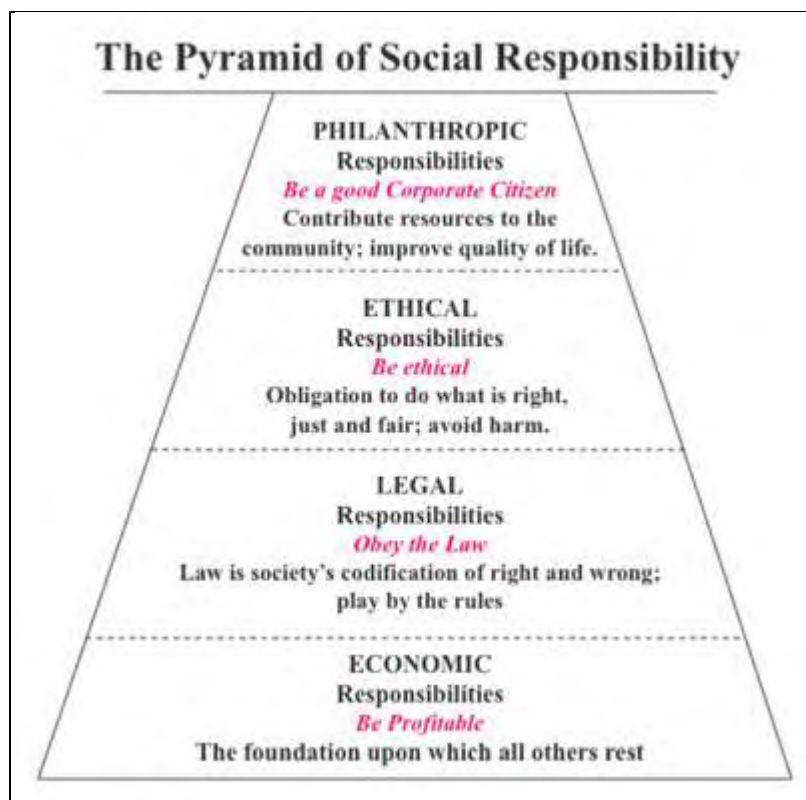 The Pyramid of Social Responsibility
PHILANTHROPIC
Responsibilities
Be a good Corporate Citizen
Contribute resources to the
community; improve quality of life.
ETHICAL
Responsibilities
Be ethical
Obligation to do what is right,
just and fair; avoid harm.
LEGAL
Responsibilities
Obey the Law
Law is society's codification of right and wrong;
play by the rules
ECONOMIC
Responsibilities
Be Profitable
The foundation upon which all others rest